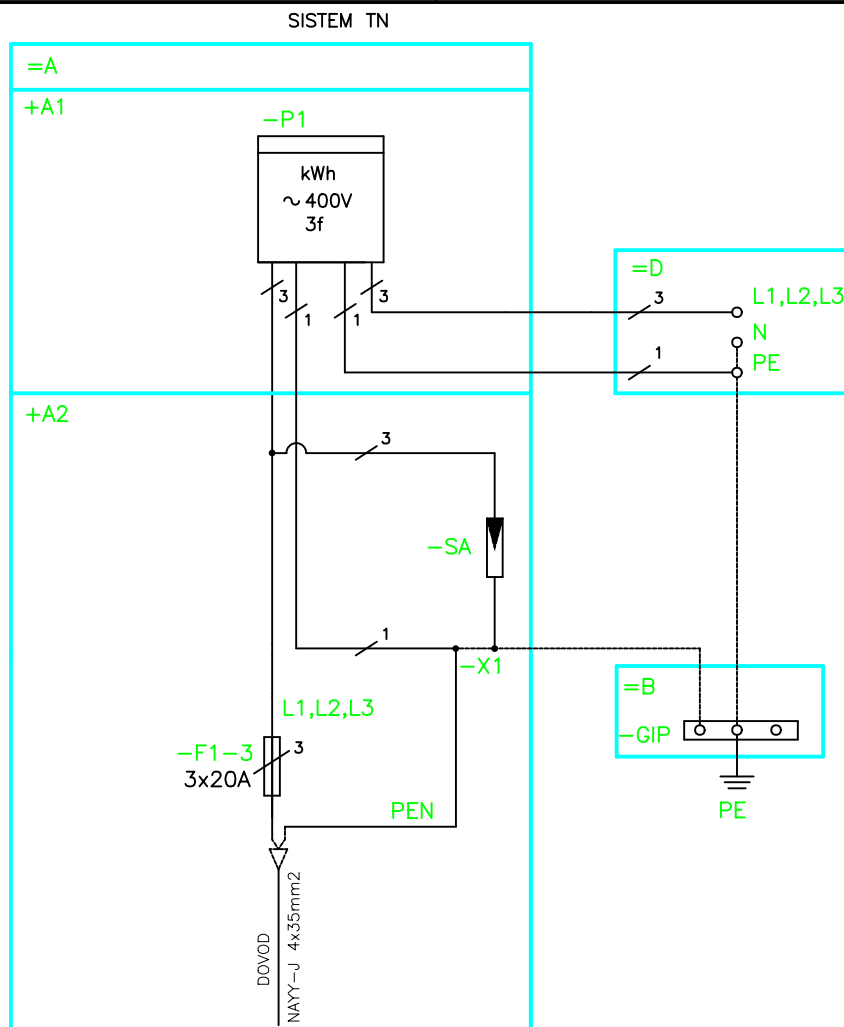 SISTEM TN
=A
+A1
-P1
kWh
~ 400V
3f
3
1
1
3
=D
3
L1,L2,L3
N
1
PE
+A2
3
-SA
1
-X1
=B
L1,L2,L3
-GIP
-F1-3
3
3x20A
PEN
PE
DOVOD
NAYY-J 4x35mm2